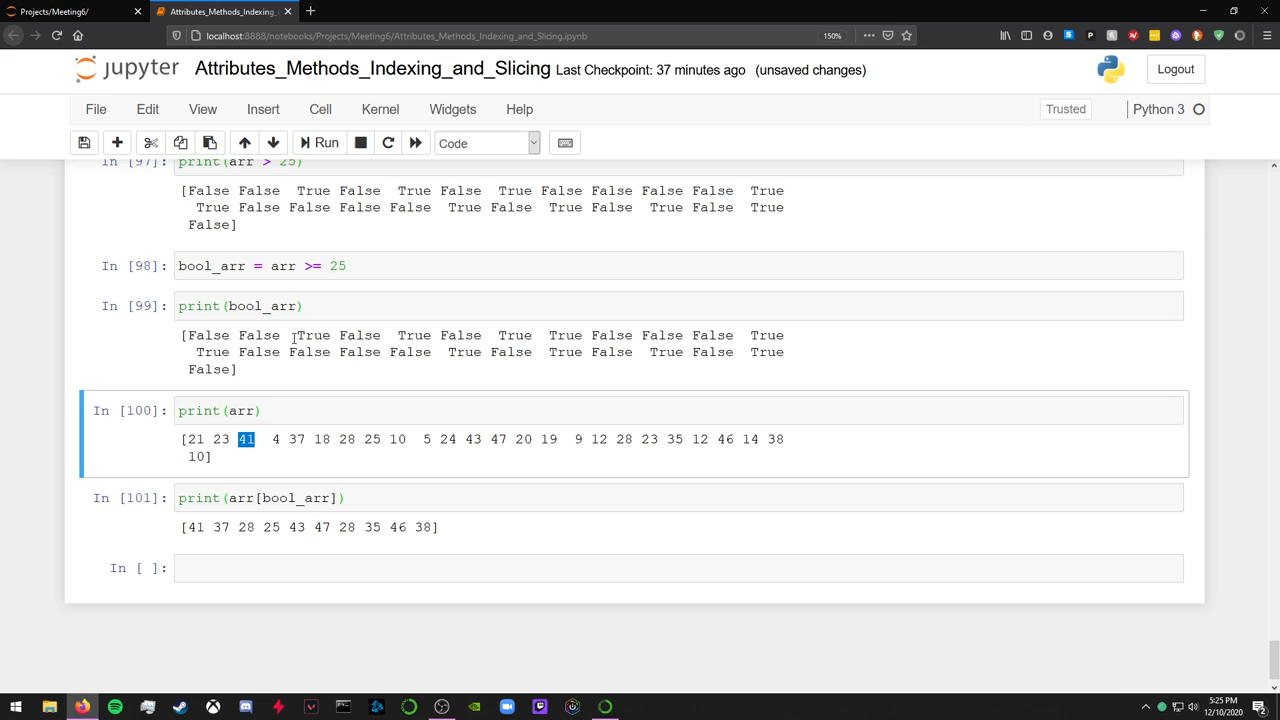 Projects/Meeting6/
Attributes_Methods_Indexing_
localhost:8888/notebooks/Projects/Meeting6/Attributes_Methods_Indexing_and_Slicing.ipynb
150%
jupyter Attributes_Methods_Indexing_and_Slicing Last Checkpoint: 37 minutes ago (unsaved changes)
Logout
File Edit View Insert Cell Kernel Widgets Help
Trusted Python 3
Run Code
In [97]: print(arr > 25)
[False False  True False  True False  True False False False False  True
  True False False False False  True False  True False  True False  True
 False]
In [98]: bool_arr = arr >= 25
In [99]: print(bool_arr)
[False False  True False  True False  True  True False False False  True
  True False False False False  True False  True False  True False  True
 False]
In [100]: print(arr)
[21 23 41  4 37 18 28 25 10  5 24 43 47 20 19  9 12 28 23 35 12 46 14 38
 10]
In [101]: print(arr[bool_arr])
[41 37 28 25 43 47 28 35 46 38]
In [ ]:
5:25 PM
12/10/2020